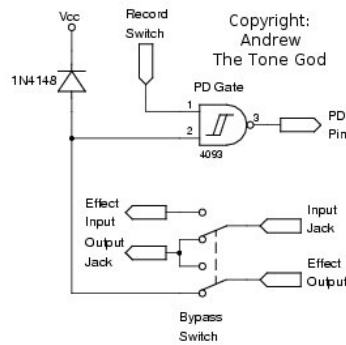 Vcc
Record
Switch
Copyright:
Andrew
The Tone God
1N4148
PD Gate
1
2
3
4093
PD
Pin
Effect
Input
Output
Jack
Input
Jack
Effect
Output
Bypass
Switch